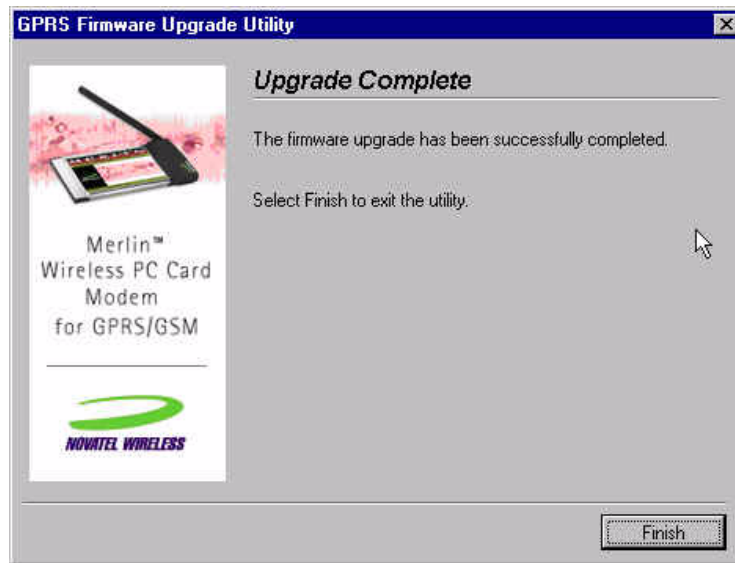 GPRS Firmware Upgrade Utility
Upgrade Complete
The firmware upgrade has been successfully completed.
Select Finish to exit the utility.
Merlin™
Wireless PC Card
Modem
for GPRS/GSM
NOVATEL WIRELESS
Finish